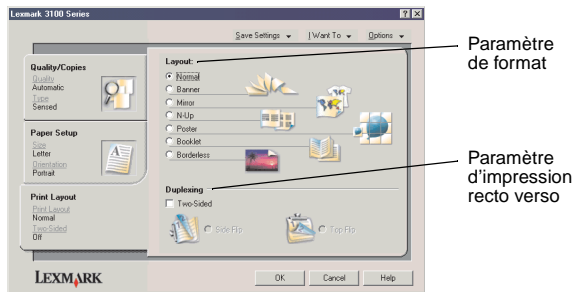 Lexmark 3100 Series
Save Settings
I Want To
Options
Quality/Copies
Quality
Automatic
Type
Sensed
Paper Setup
Size
Letter
Orientation
Portrait
Print Layout
Print Layout
Normal
Two-Sided
Off
Layout:
Normal
Banner
Mirror
N-Up
Poster
Booklet
Borderless
Duplexing
Two-Sided
Side Flip
Top Flip
LEXMARK
OK
Cancel
Help
Paramètre
de format
Paramètre
d'impression
recto verso